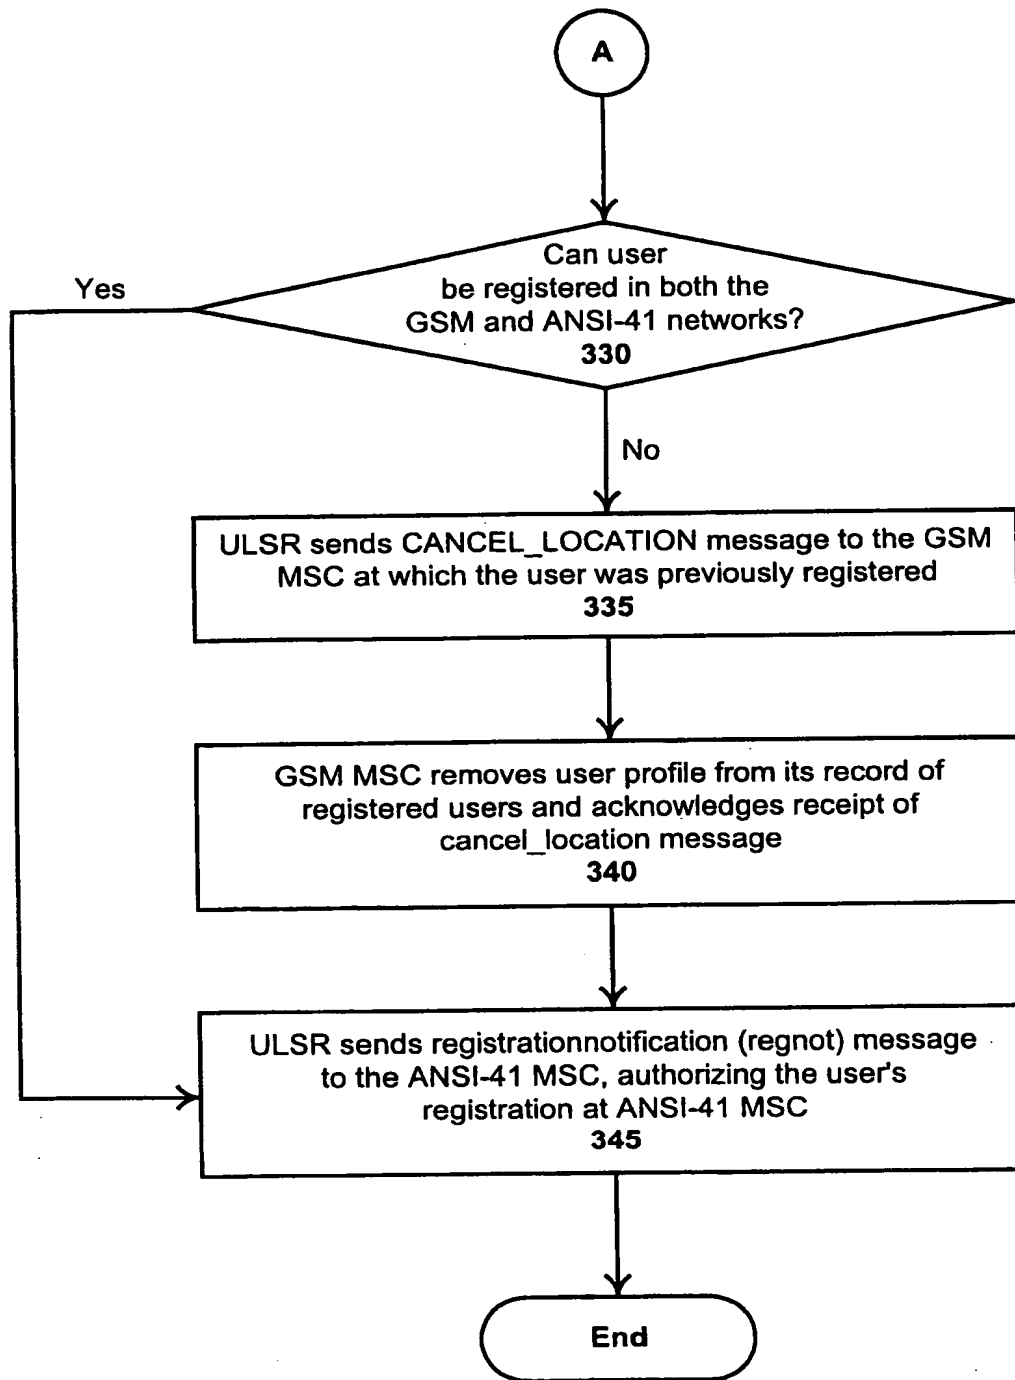 A
Can user
be registered in both the
GSM and ANSI-41 networks?
330
Yes
No
ULSR sends CANCEL_LOCATION message to the GSM
MSC at which the user was previously registered
335
GSM MSC removes user profile from its record of
registered users and acknowledges receipt of
cancel_location message
340
ULSR sends registrationnotification (regnot) message
to the ANSI-41 MSC, authorizing the user's
registration at ANSI-41 MSC
345
End